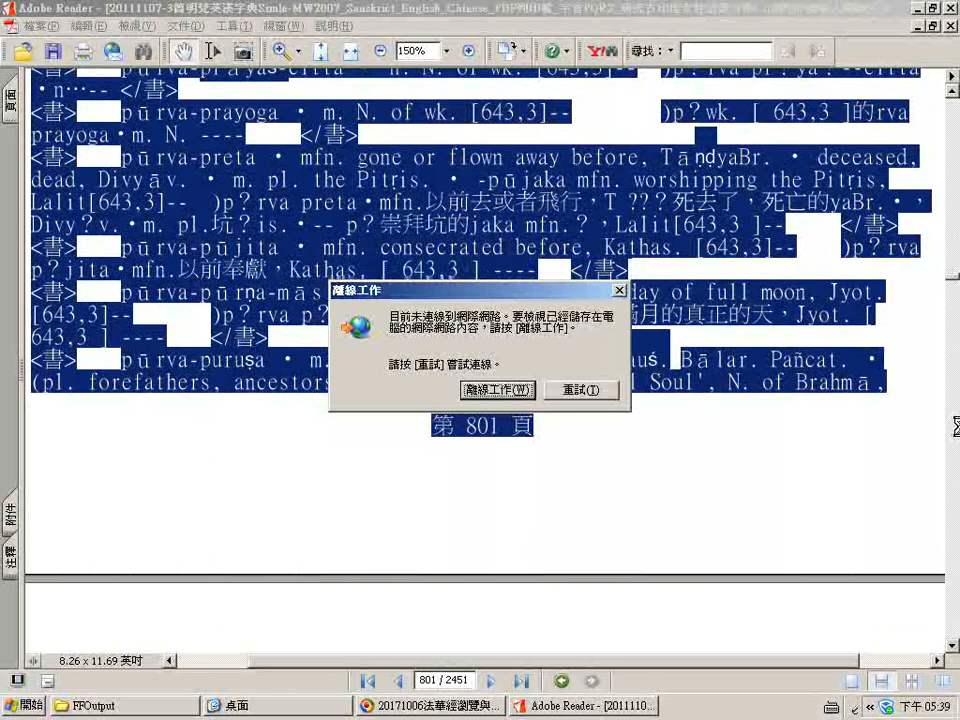 Adobe Reader - [20111107-3簡明梵英漢字典Simle-MW2007_Sanskrit_English_Chinese_PDF
檔案(F) 編輯(E) 檢視(V) 文件(D) 工具(T) 視窗(W) 說明(H)
150% 尋找：
頁面
•n…-- </書>
<書> pūrva-prayoga • m. N. of wk. [643,3]-- )p？wk. [ 643,3 ]的rva
prayoga•m. N. ---- </書>
<書> pūrva-preta • mfn. gone or flown away before, TāṇḍyaBr. • deceased,
dead, Divyāv. • m. pl. the Pitṛis. • -pūjaka mfn. worshipping the Pitṛis,
Lalit[643,3]-- )p？rva preta•mfn.以前去或者飛行，T ???死去了，死亡的yaBr.•，
Divy？v.•m. pl.坑？is.•-- p？崇拜坑的jaka mfn.？，Lalit[643,3 ]-- </書>
<書> pūrva-pūjita • mfn. consecrated before, Kathas. [643,3]-- )p？rva
p？jita•mfn.以前奉獻，Kathas. [ 643,3 ] ---- </書>
<書> pūrva-pūrṇa-mās day of full moon, Jyot.
[643,3]-- )p？rva p? 滿月的真正的天，Jyot. [
643,3 ] ---- </書>
<書> pūrva-puruṣa • m. auś. Bālar. Pañcat. •
(pl. forefathers, ancestors l Soul', N. of Brahmā,
第 801 頁
離線工作
目前未連線到網際網路。要檢視已經儲存在電
腦的網際網路內容，請按 [離線工作]。
請按 [重試] 嘗試連線。
離線工作(W) 重試(T)
附件
注釋
8.26 x 11.69 英吋
801 / 2451
開始 FFOutput 桌面 20171006法華經瀏覽與... Adobe Reader - [2011110... 下午 05:39